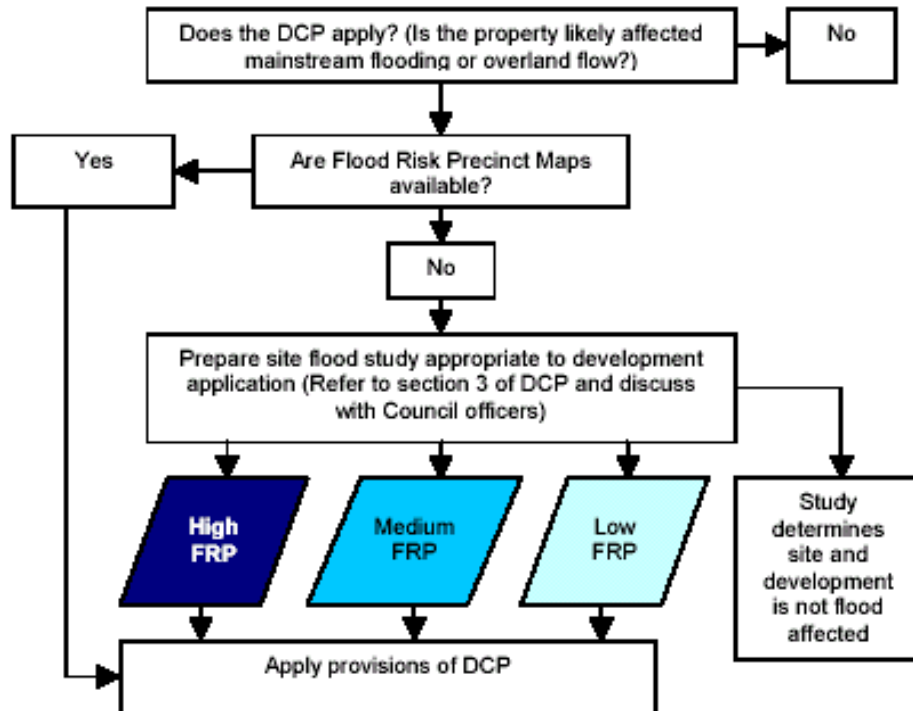 Does the DCP apply? (Is the property likely affected
mainstream flooding or overland flow?)
No
Yes
Are Flood Risk Precinct Maps
available?
No
Prepare site flood study appropriate to development
application (Refer to section 3 of DCP and discuss
with Council officers)
High
FRP
Medium
FRP
Low
FRP
Study
determines
site and
development
is not flood
affected
Apply provisions of DCP